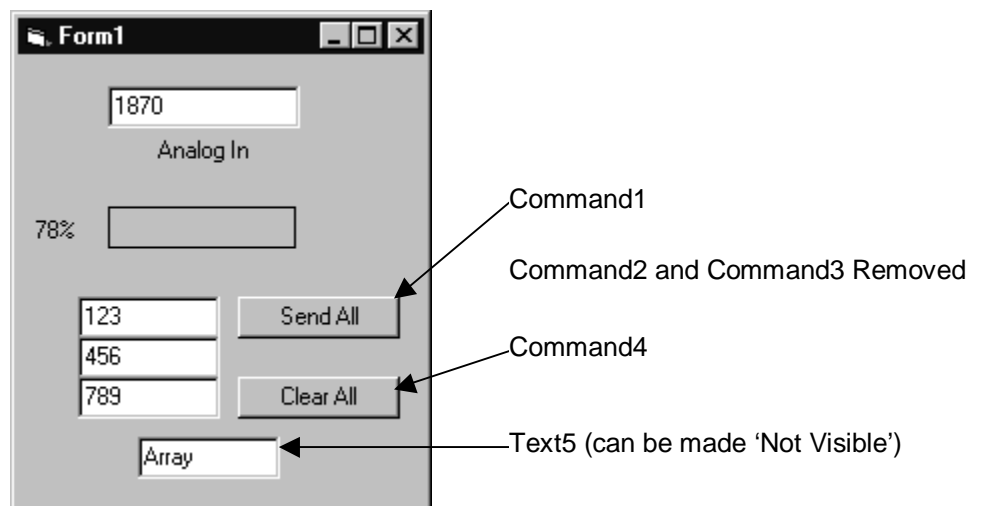 Form1
1870
Analog In
Command1
78%
Command2 and Command3 Removed
123
Send All
456
Command4
789
Clear All
Text5 (can be made ‘Not Visible’)
Array